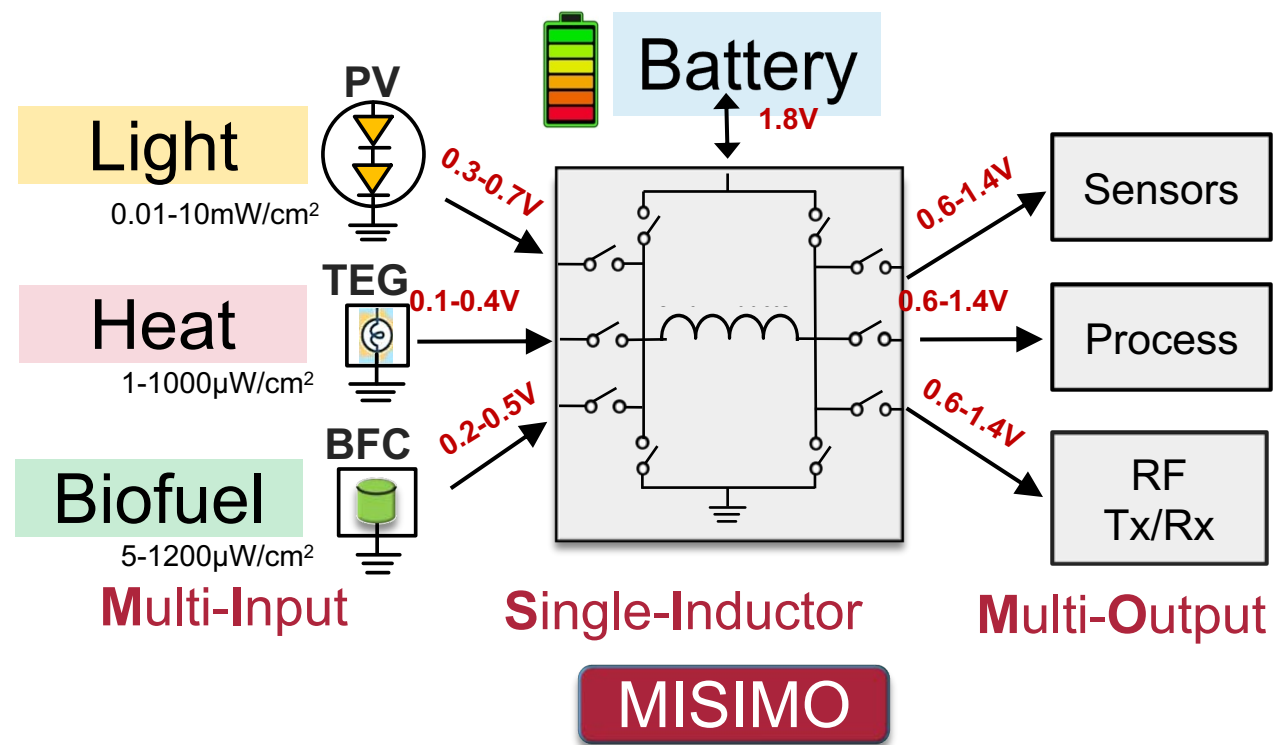 Battery
1.8V
PV
Light
0.01-10mW/cm²
0.3-0.7V
TEG
0.1-0.4V
Heat
1-1000µW/cm²
BFC
0.2-0.5V
Biofuel
5-1200µW/cm²
0.6-1.4V
Sensors
0.6-1.4V
Process
0.6-1.4V
RF
Tx/Rx
Multi-Input
Single-Inductor
Multi-Output
MISIMO